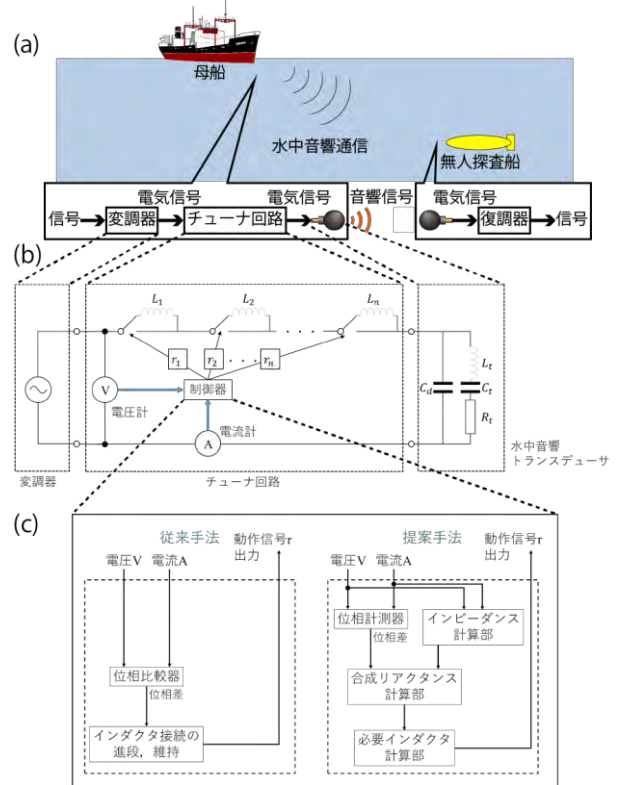 (a)
母船
水中音響通信
無人探査船
電気信号 電気信号 音響信号 電気信号
信号 変調器 チューナ回路 復調器 信号
(b)
L₁ L₂ Lₙ
r₁ r₂ ・・・ rₙ
Lₜ
V 制御器 C_d Cₜ
電圧計 Rₜ
A 電流計
水中音響
トランスデューサ
変調器 チューナ回路
(c)
従来手法 動作信号r
出力
電圧V 電流A
位相比較器
位相差
インダクタ接続の
進段，維持
提案手法 動作信号r
出力
電圧V 電流A
位相計測器
位相差
インピーダンス
計算部
合成リアクタンス
計算部
必要インダクタ
計算部